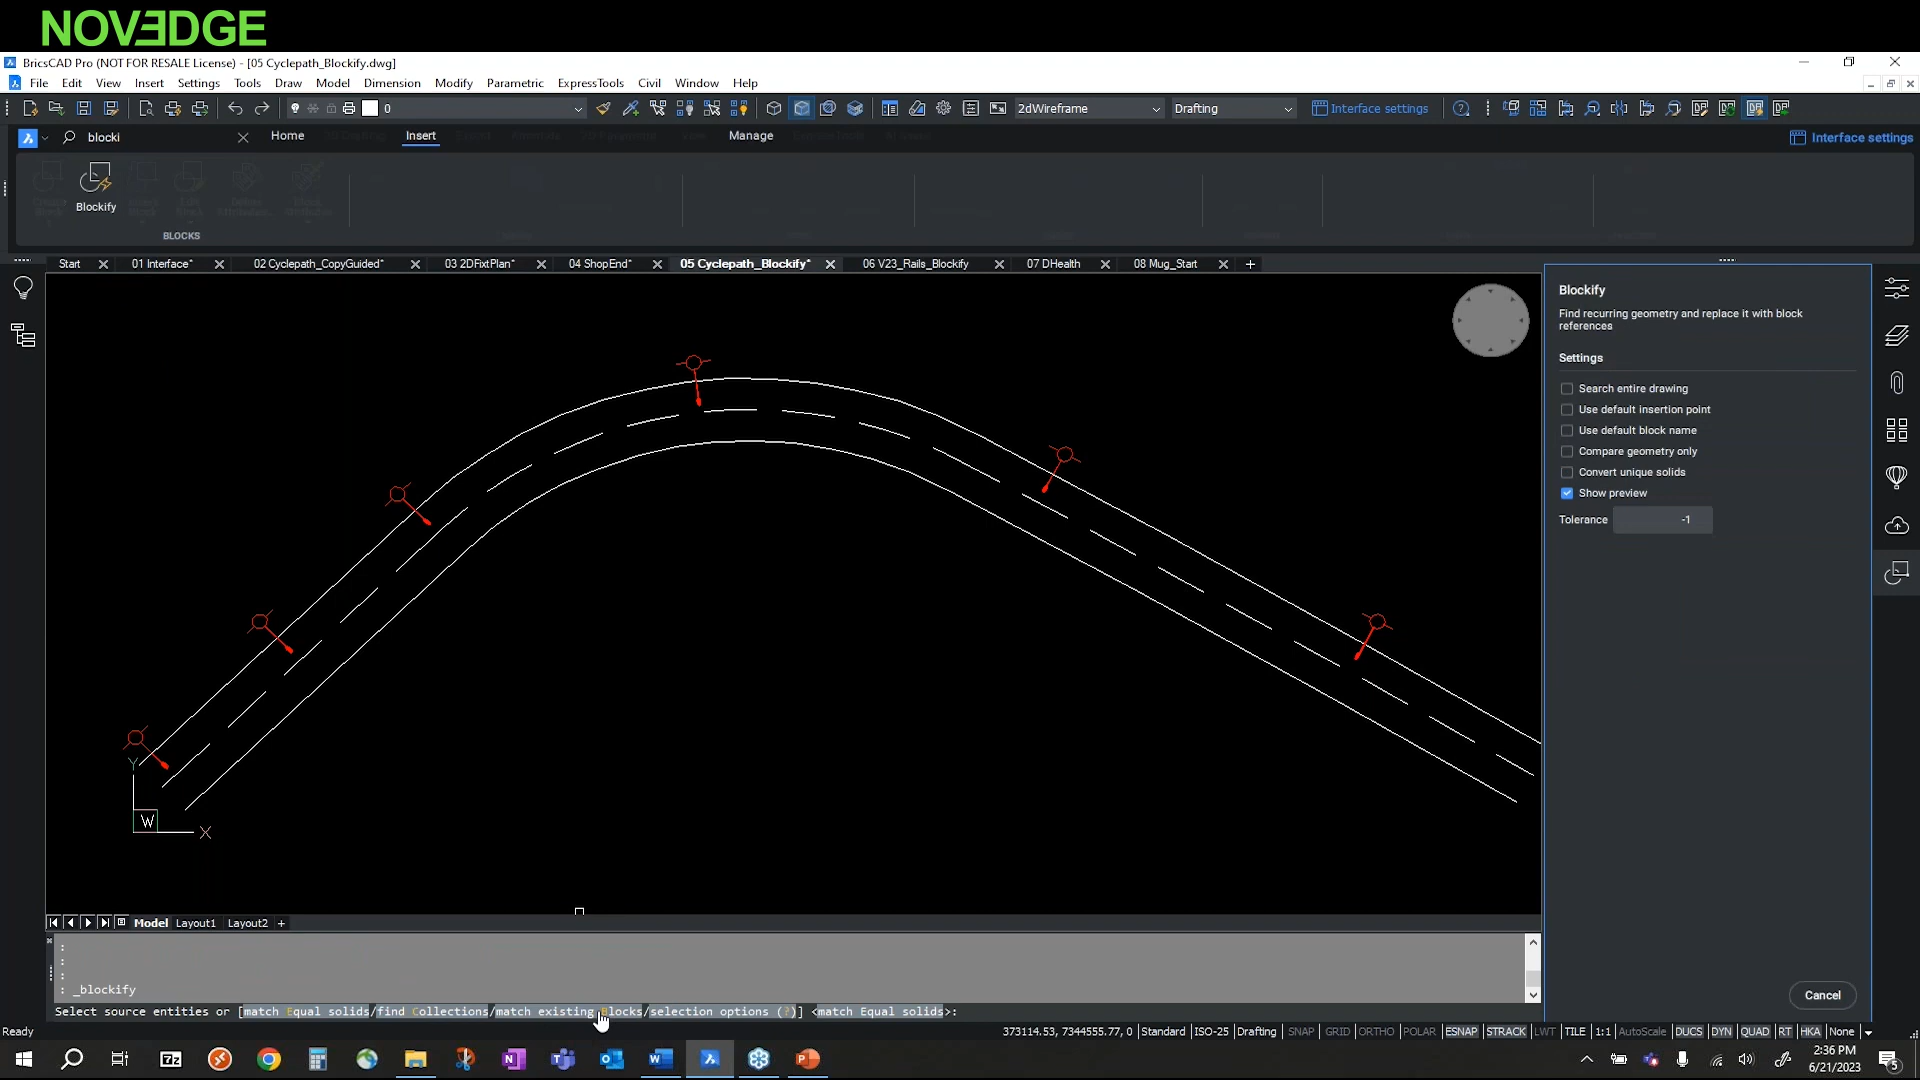 NOVEDGE
BricsCAD Pro (NOT FOR RESALE License) - [05 Cyclepath_Blockify.dwg]
File Edit View Insert Settings Tools Draw Model Dimension Modify Parametric ExpressTools Civil Window Help
0 2dWireframe Drafting Interface settings
blocki Home Insert Manage Interface settings
Blockify
BLOCKS
Start 01 Interface* 02 Cyclepath_CopyGuided* 03 2DFixtPlan* 04 ShopEnd* 05 Cyclepath_Blockify* 06 V23_Rails_Blockify 07 DHealth 08 Mug_Start
Blockify
Find recurring geometry and replace it with block
references
Settings
Search entire drawing
Use default insertion point
Use default block name
Compare geometry only
Convert unique solids
Show preview
Tolerance -1
Y
W X
Model Layout1 Layout2 +
:
:
:
: _blockify
Cancel
Select source entities or [match Equal solids/find Collections/match existing Blocks/selection options (?)] <match Equal solids>:
Ready 373114.53, 7344555.77, 0 Standard ISO-25 Drafting SNAP GRID ORTHO POLAR ESNAP STRACK LWT TILE 1:1 AutoScale DUCS DYN QUAD RT HKA None
2:36 PM
6/21/2023
5